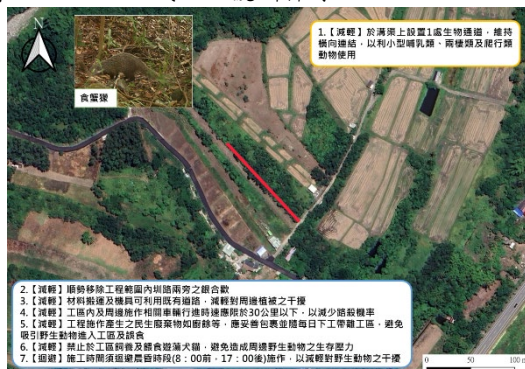 N
食蟹獴
1.【減輕】於溝渠上設置1處生物通道，維持
橫向連結，以利小型哺乳類、兩棲類及爬行類
動物使用
2.【減輕】順勢移除工程範圍內圳路兩旁之銀合歡
3.【減輕】材料搬運及機具可利用既有道路，減輕對周邊植被之干擾
4.【減輕】工區內及周邊施作相關車輛行進時速應限於30公里以下，以減少路殺機率
5.【減輕】工程施作產生之民生廢棄物如廚餘等，應妥善包裹並隨每日下工帶離工區，避免
吸引野生動物進入工區及誤食
6.【減輕】禁止於工區飼養及餵食遊蕩犬貓，避免造成周邊野生動物之生存壓力
7.【迴避】施工時間須迴避晨昏時段(8：00前，17：00後)施作，以減輕對野生動物之干擾
0 50 100